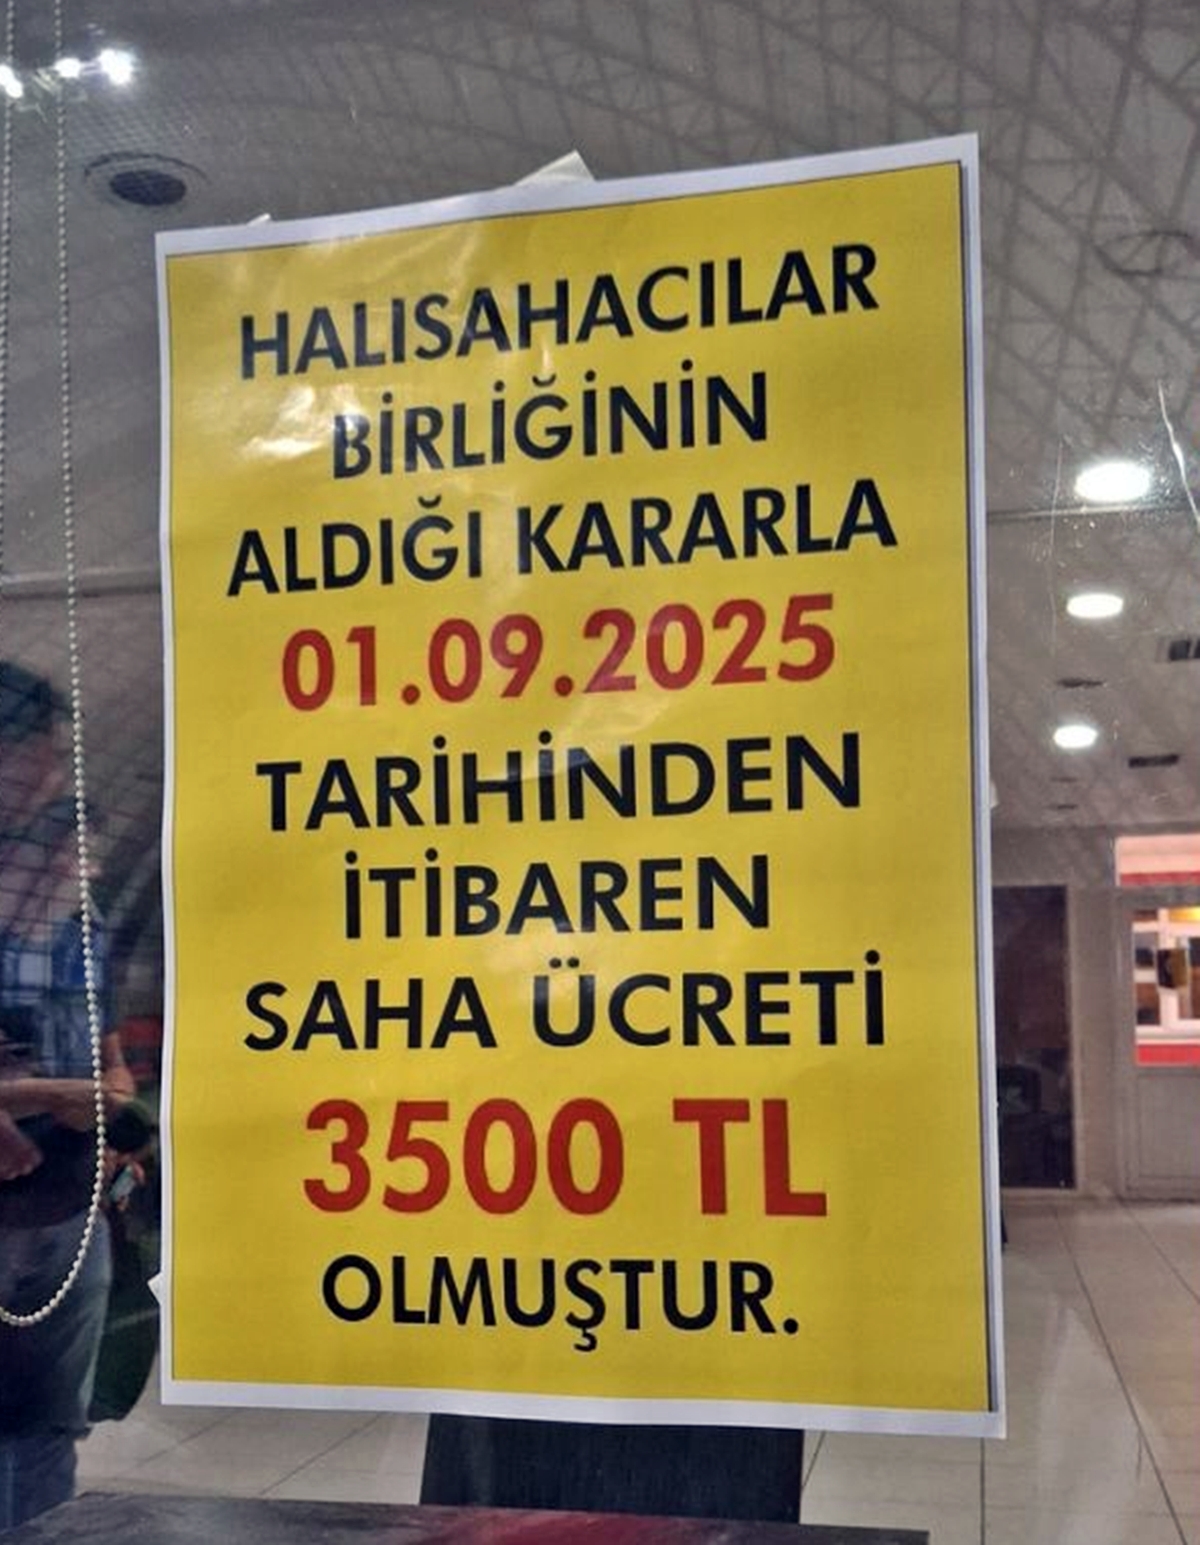 HALISAHACILAR
BİRLİĞİNİN
ALDIĞI KARARLA
01.09.2025
TARİHİNDEN
İTİBAREN
SAHA ÜCRETİ
3500 TL
OLMUŞTUR.